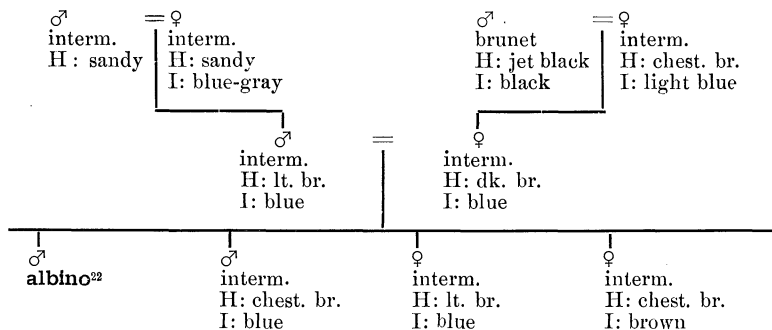 ♂ = ♀ ♂ = ♀
interm. interm. brunet interm.
H: sandy H: sandy H: jet black H: chest. br.
I: blue-gray I: black I: light blue
♂ = ♀
interm. interm.
H: lt. br. H: dk. br.
I: blue I: blue
♂ ♂ ♀ ♀
albino²² interm. interm. interm.
H: chest. br. H: lt. br. H: chest. br.
I: blue I: blue I: brown